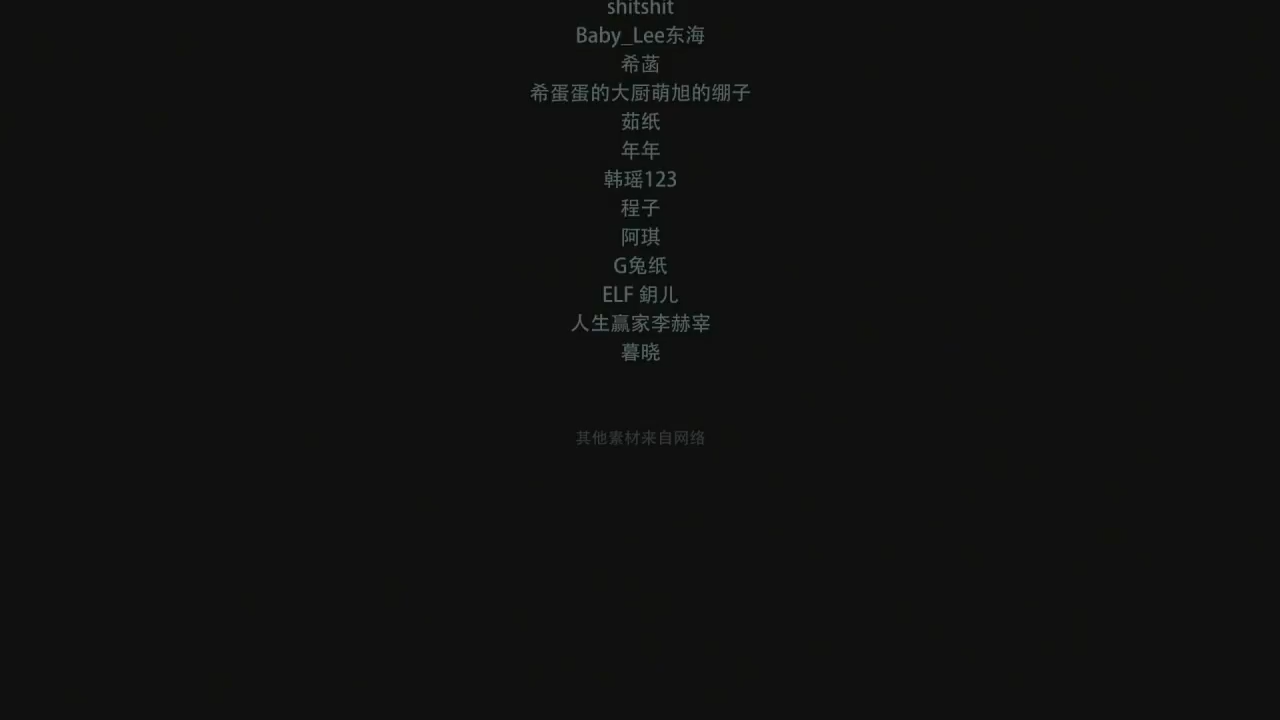 shitshit
Baby_Lee东海
希菡
希蛋蛋的大厨萌旭的绷子
茹纸
年年
韩瑶123
程子
阿琪
G兔纸
ELF 鈅儿
人生赢家李赫宰
暮晓
其他素材来自网络